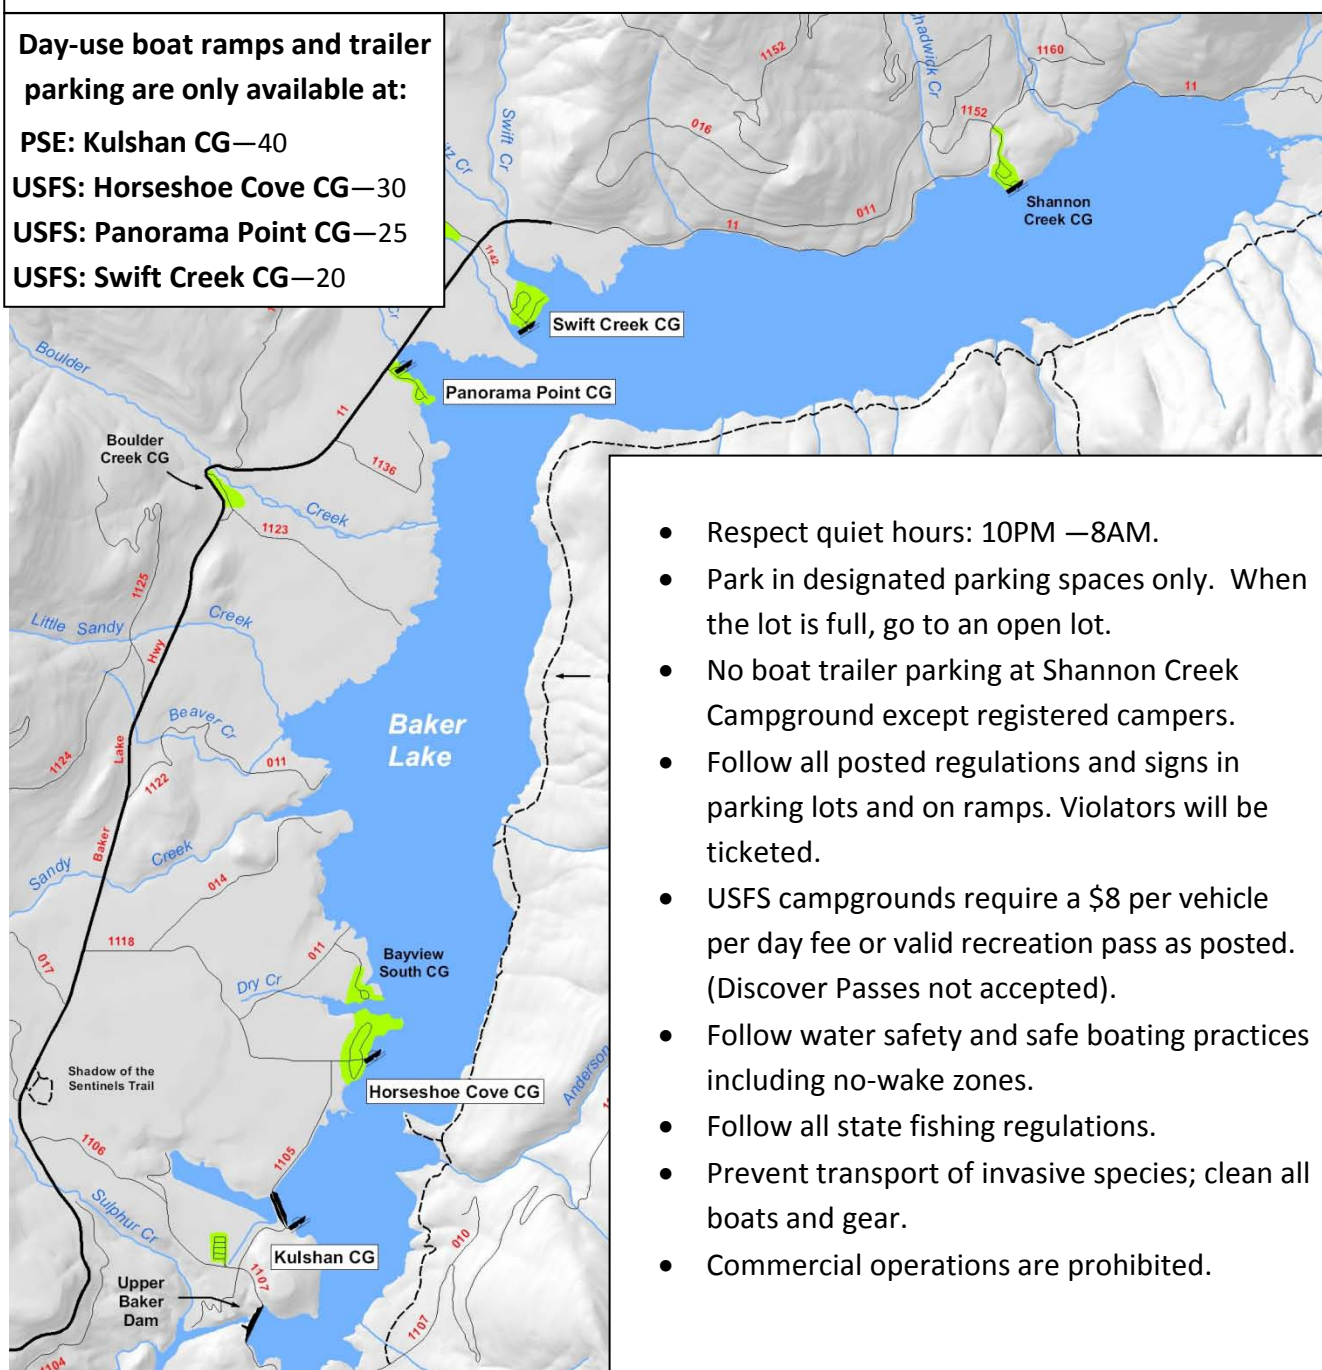 Day-use boat ramps and trailer
parking are only available at:
PSE: Kulshan CG—40
USFS: Horseshoe Cove CG—30
USFS: Panorama Point CG—25
USFS: Swift Creek CG—20
1152
1160
11
Swift Cr
1152
016
Shannon
Creek CG
011
11
1142
Swift Creek CG
Panorama Point CG
Boulder
11
Boulder
Creek CG
1136
Creek
1123
1125
Little Sandy
Creek
Hwy
Beaver Cr
Baker
Lake
1124
Lake
1122
011
Baker
Sandy
Creek
014
1118
017
011
Bayview
South CG
Dry Cr
Shadow of the
Sentinels Trail
Horseshoe Cove CG
Anderson
1106
1105
Sulphur Cr
010
Kulshan CG
1107
Upper
Baker
Dam
1107
1104
• Respect quiet hours: 10PM —8AM.
• Park in designated parking spaces only. When
the lot is full, go to an open lot.
• No boat trailer parking at Shannon Creek
Campground except registered campers.
• Follow all posted regulations and signs in
parking lots and on ramps. Violators will be
ticketed.
• USFS campgrounds require a $8 per vehicle
per day fee or valid recreation pass as posted.
(Discover Passes not accepted).
• Follow water safety and safe boating practices
including no-wake zones.
• Follow all state fishing regulations.
• Prevent transport of invasive species; clean all
boats and gear.
• Commercial operations are prohibited.